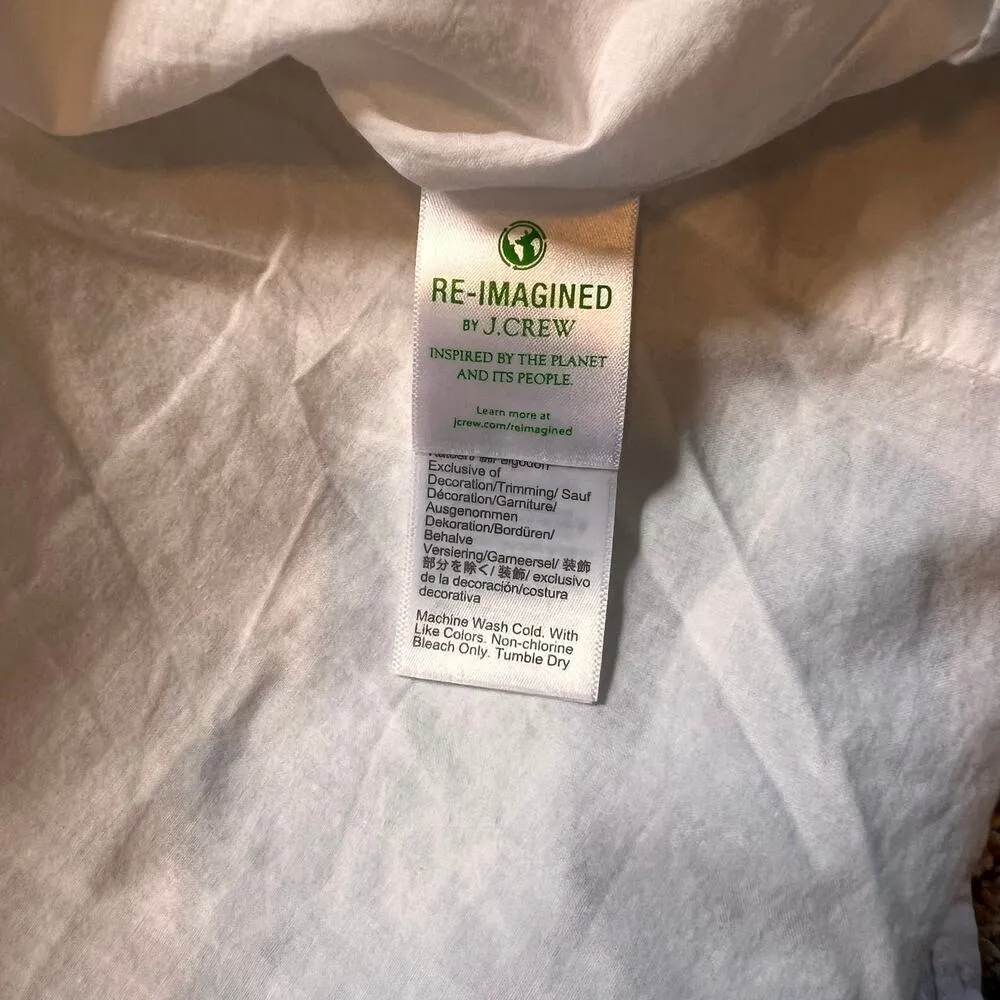 RE-IMAGINED
BY J.CREW
INSPIRED BY THE PLANET
AND ITS PEOPLE.
Learn more at
jcrew.com/reimagined
algodón
Exclusive of
Decoration/Trimming/ Sauf
Décoration/Garniture/
Ausgenommen
Dekoration/Bordüren/
Behalve
Versiering/Garneersel/ 装飾
部分を除く/ 装飾/ exclusivo
de la decoración/costura
decorativa
Machine Wash Cold. With
Like Colors. Non-chlorine
Bleach Only. Tumble Dry